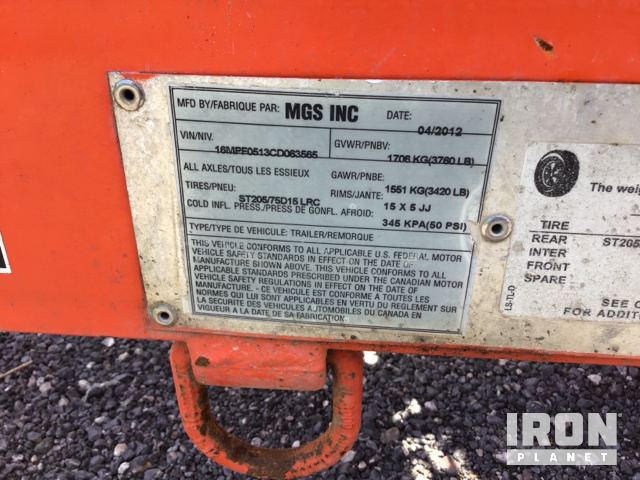 MFD BY/FABRIQUE PAR: MGS INC DATE: 04/2012
VIN/NIV. 16MPF0513CD063565 GVWR/PNBV: 1706 KG(3760 LB)
ALL AXLES/TOUS LES ESSIEUX GAWR/PNBE: 1551 KG(3420 LB)
TIRES/PNEU: ST205/75D15 LRC RIMS/JANTE: 15 X 5 JJ
COLD INFL. PRESS./PRESS DE GONFL. AFROID: 345 KPA(50 PSI)
TYPE/TYPE DE VEHICULE: TRAILER/REMORQUE
THIS VEHICLE CONFORMS TO ALL APPLICABLE U.S. FEDERAL MOTOR
VEHICLE SAFETY STANDARDS IN EFFECT ON THE DATE OF
MANUFACTURE SHOWN ABOVE. THIS VEHICLE CONFORMS TO ALL
APPLICABLE STANDARDS PRESCRIBED UNDER THE CANADIAN MOTOR
VEHICLE SAFETY REGULATIONS IN EFFECT ON THE DATE OF
MANUFACTURE. - CE VEHICULE EST CONFORME A TOUTES LES
NORMES QUI LUI SONT APPLICABLES EN VERTU DU REGLEMENT SUR
LA SECURITE DES VEHICULES AUTOMOBILES DU CANADA EN
VIGUEUR A LA DATE DE SA FABRICATION.
The weig
TIRE
REAR ST205
INTER
FRONT
SPARE
SEE O
FOR ADDITI
LS-TL-D
IRON
PLANET